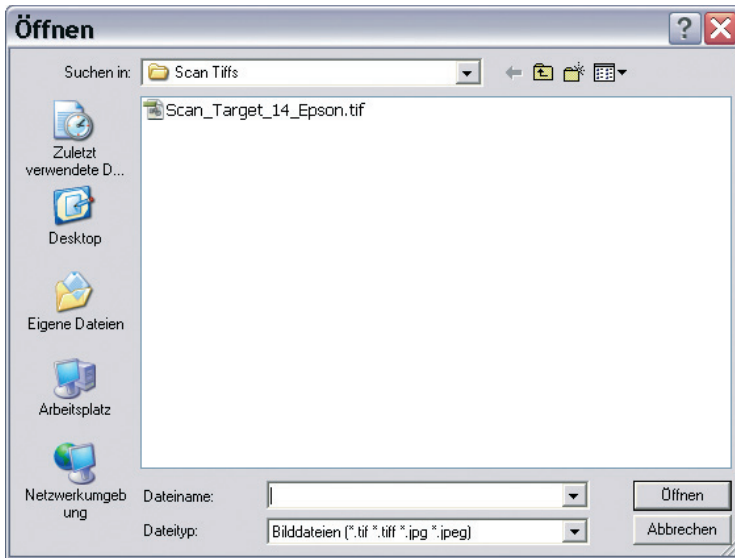 Öffnen
Suchen in: Scan Tiffs
Scan_Target_14_Epson.tif
Zuletzt
verwendete D...
Desktop
Eigene Dateien
Arbeitsplatz
Netzwerkumgeb
ung
Dateiname: Öffnen
Dateityp: Bilddateien (*.tif *.tiff *.jpg *.jpeg) Abbrechen